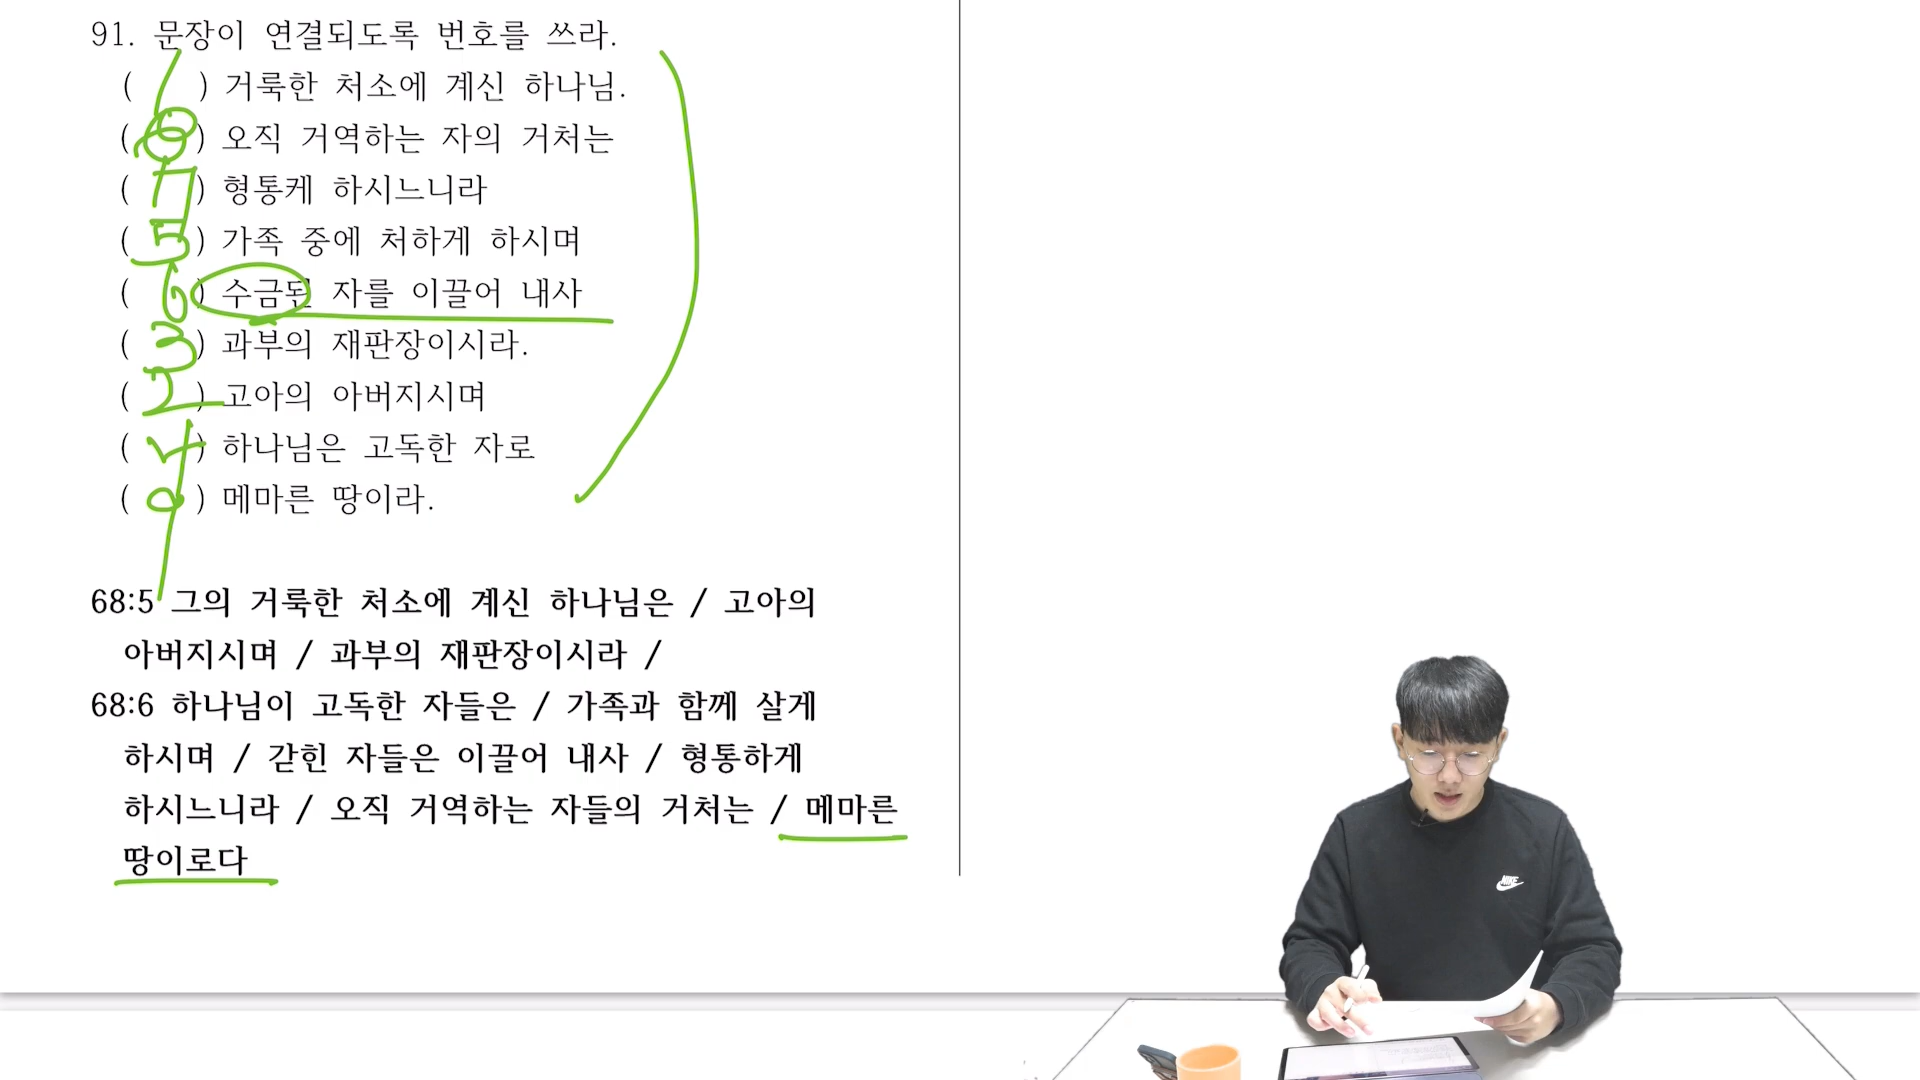 91. 문장이 연결되도록 번호를 쓰라.
( ) 거룩한 처소에 계신 하나님.
( 8 ) 오직 거역하는 자의 거처는
( 7 ) 형통케 하시느니라
( 5 ) 가족 중에 처하게 하시며
( 6 ) 수금된 자를 이끌어 내사
( 3 ) 과부의 재판장이시라.
( 2 ) 고아의 아버지시며
( 4 ) 하나님은 고독한 자로
( 9 ) 메마른 땅이라.
68:5 그의 거룩한 처소에 계신 하나님은 / 고아의
아버지시며 / 과부의 재판장이시라 /
68:6 하나님이 고독한 자들은 / 가족과 함께 살게
하시며 / 갇힌 자들은 이끌어 내사 / 형통하게
하시느니라 / 오직 거역하는 자들의 거처는 / 메마른
땅이로다
NIKE